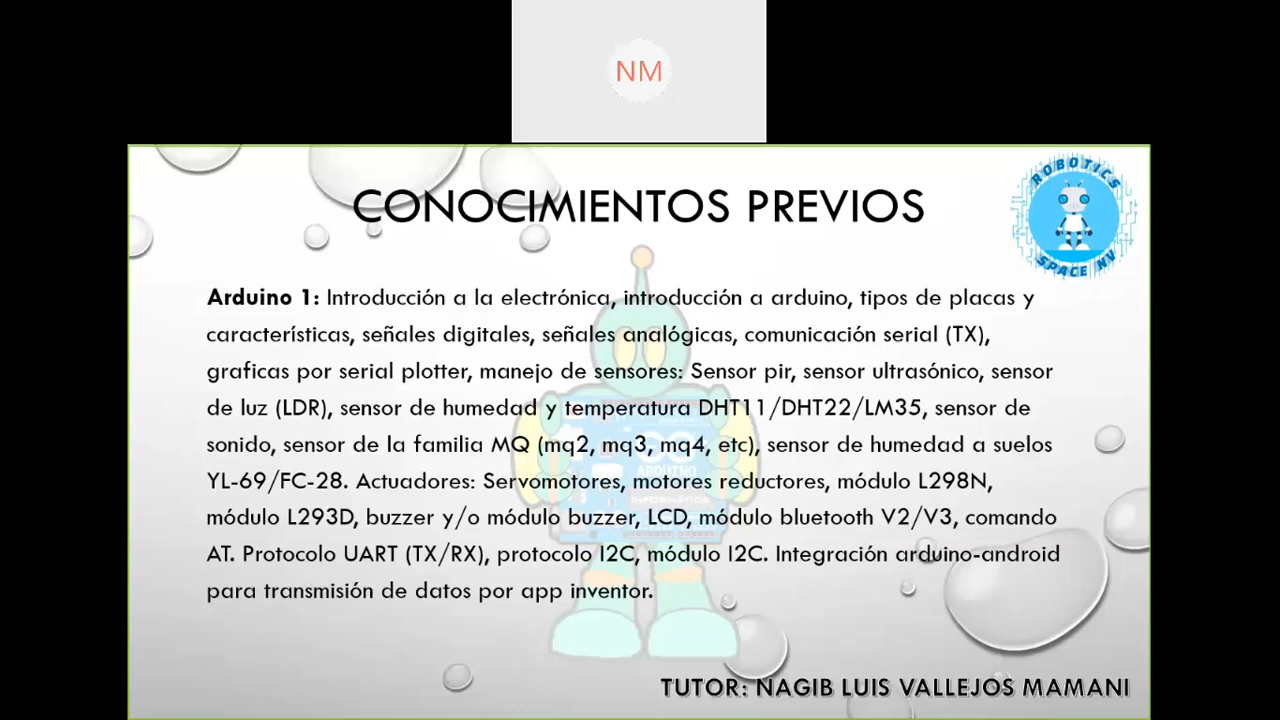 NM
CONOCIMIENTOS PREVIOS
ROBOTICS
SPACE NV
Arduino 1: Introducción a la electrónica, introducción a arduino, tipos de placas y
características, señales digitales, señales analógicas, comunicación serial (TX),
graficas por serial plotter, manejo de sensores: Sensor pir, sensor ultrasónico, sensor
de luz (LDR), sensor de humedad y temperatura DHT11/DHT22/LM35, sensor de
sonido, sensor de la familia MQ (mq2, mq3, mq4, etc), sensor de humedad a suelos
YL-69/FC-28. Actuadores: Servomotores, motores reductores, módulo L298N,
módulo L293D, buzzer y/o módulo buzzer, LCD, módulo bluetooth V2/V3, comando
AT. Protocolo UART (TX/RX), protocolo I2C, módulo I2C. Integración arduino-android
para transmisión de datos por app inventor.
ARDUINO
INFORMÁTICA
TUTOR: NAGIB LUIS VALLEJOS MAMANI